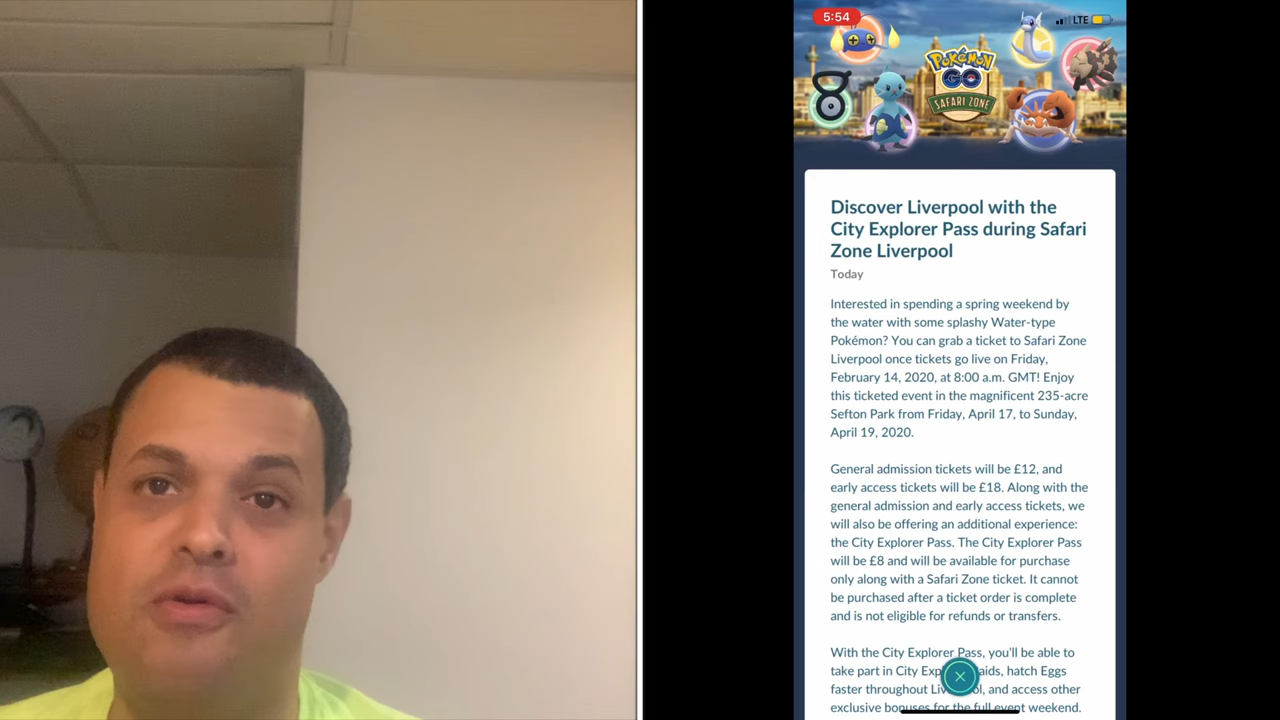 5:54
LTE
POKÉMON
GO
SAFARI ZONE
Discover Liverpool with the
City Explorer Pass during Safari
Zone Liverpool
Today
Interested in spending a spring weekend by
the water with some splashy Water-type
Pokémon? You can grab a ticket to Safari Zone
Liverpool once tickets go live on Friday,
February 14, 2020, at 8:00 a.m. GMT! Enjoy
this ticketed event in the magnificent 235-acre
Sefton Park from Friday, April 17, to Sunday,
April 19, 2020.
General admission tickets will be £12, and
early access tickets will be £18. Along with the
general admission and early access tickets, we
will also be offering an additional experience:
the City Explorer Pass. The City Explorer Pass
will be £8 and will be available for purchase
only along with a Safari Zone ticket. It cannot
be purchased after a ticket order is complete
and is not eligible for refunds or transfers.
With the City Explorer Pass, you'll be able to
take part in City Exp aids, hatch Eggs
faster throughout Liv ol, and access other
exclusive bonuses for the full event weekend.